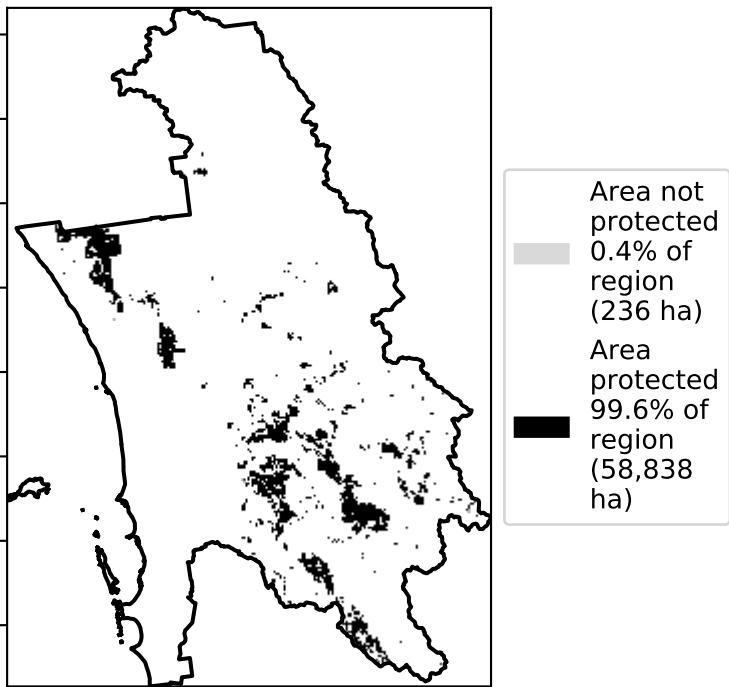 Area not
protected
0.4% of
region
(236 ha)
Area
protected
99.6% of
region
(58,838
ha)